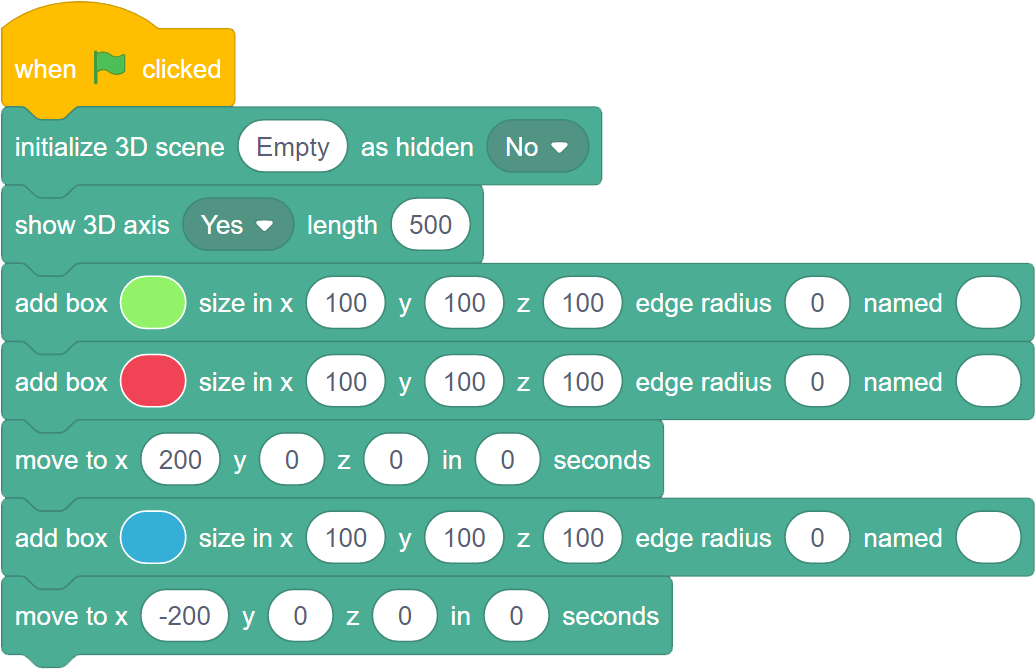 when clicked
initialize 3D scene Empty as hidden No
show 3D axis Yes length 500
add box size in x 100 y 100 z 100 edge radius 0 named
add box size in x 100 y 100 z 100 edge radius 0 named
move to x 200 y 0 z 0 in 0 seconds
add box size in x 100 y 100 z 100 edge radius 0 named
move to x -200 y 0 z 0 in 0 seconds